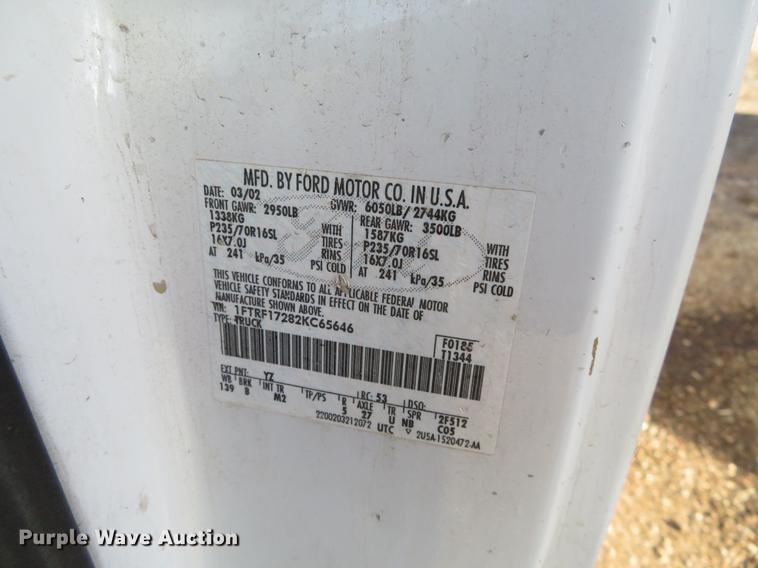 MFD. BY FORD MOTOR CO. IN U.S.A.
DATE: 03/02 GVWR: 6050LB/ 2744KG
FRONT GAWR: 2950LB REAR GAWR: 3500LB
1338KG WITH 1587KG WITH
P235/70R16SL TIRES P235/70R16SL TIRES
16X7.0J RIMS 16X7.0J RIMS
AT 241 kPa/35 PSI COLD AT 241 kPa/35 PSI COLD
THIS VEHICLE CONFORMS TO ALL APPLICABLE FEDERAL MOTOR
VEHICLE SAFETY STANDARDS IN EFFECT ON THE DATE OF
MANUFACTURE SHOWN ABOVE.
VIN: 1FTRF17282KC65646
TYPE: TRUCK
F0185
T1344
EXT PNT: YZ RC: 53 DSO:
WB BRK INT TR TP/PS R AXLE TR SPR 2F512
139 B M2 5 27 U NB C05
2200203212072 UTC 2U5A-1520472-AA
Purple Wave Auction